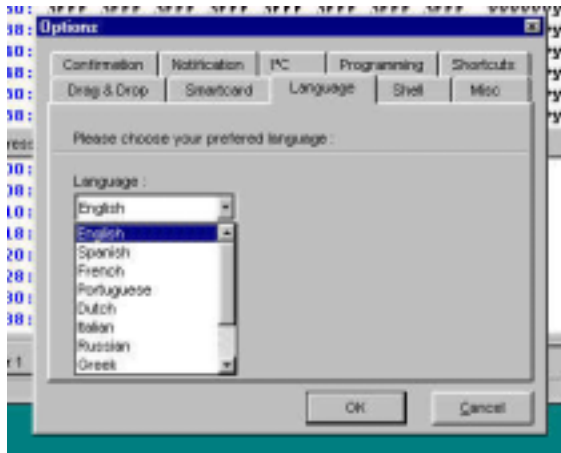 Options
Confirmation Notification I²C Programming Shortcuts
Drag & Drop Smartcard Language Shell Misc
Please choose your prefered language :
Language :
English
English
Spanish
French
Portuguese
Dutch
Italian
Russian
Greek
OK Cancel